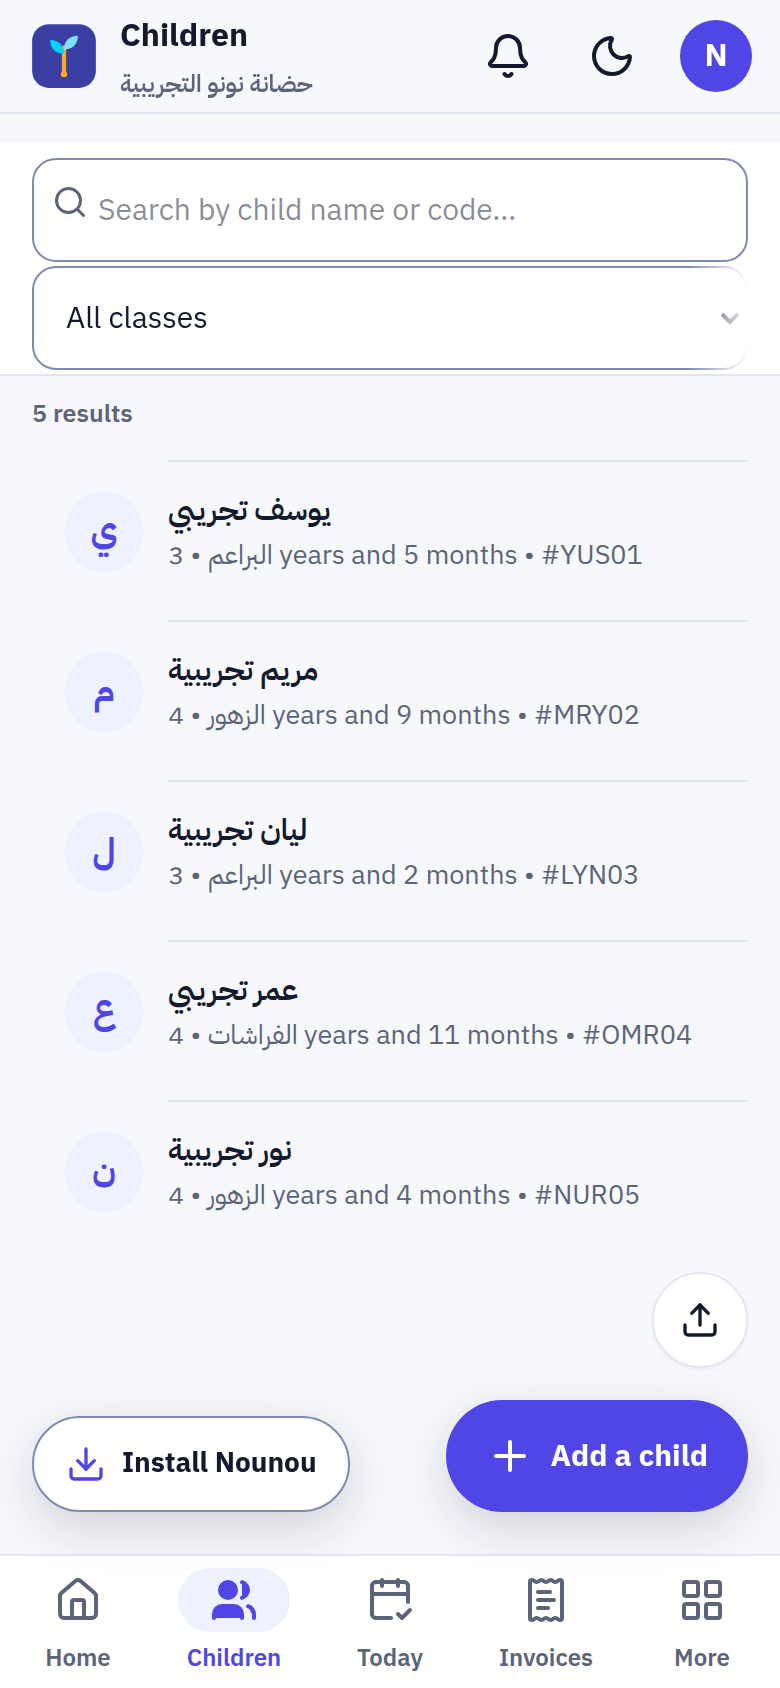 Children
حضانة نونو التجريبية
N
Search by child name or code...
All classes
5 results
ي
يوسف تجريبي
البراعم • 3 years and 5 months • #YUS01
م
مريم تجريبية
الزهور • 4 years and 9 months • #MRY02
ل
ليان تجريبية
البراعم • 3 years and 2 months • #LYN03
ع
عمر تجريبي
الفراشات • 4 years and 11 months • #OMR04
ن
نور تجريبية
الزهور • 4 years and 4 months • #NUR05
Install Nounou
Add a child
Home
Children
Today
Invoices
More